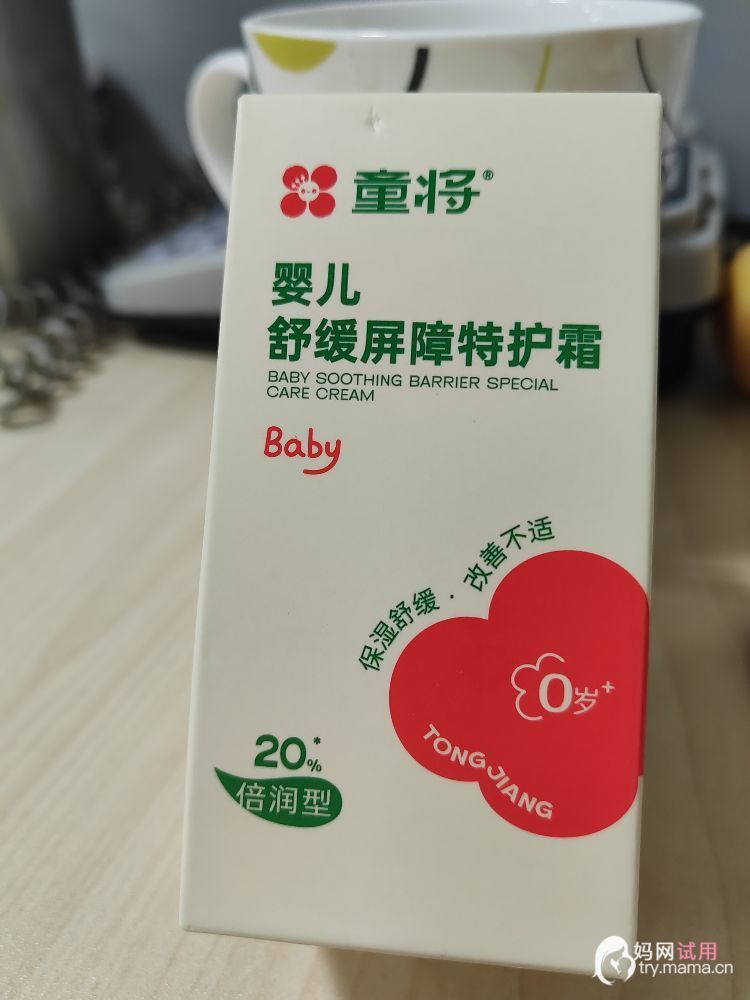 童将®
婴儿
舒缓屏障特护霜
BABY SOOTHING BARRIER SPECIAL
CARE CREAM
Baby
保湿舒缓·改善不适
0岁+
TONG JIANG
20%*
倍润型
妈网试用
try.mama.cn